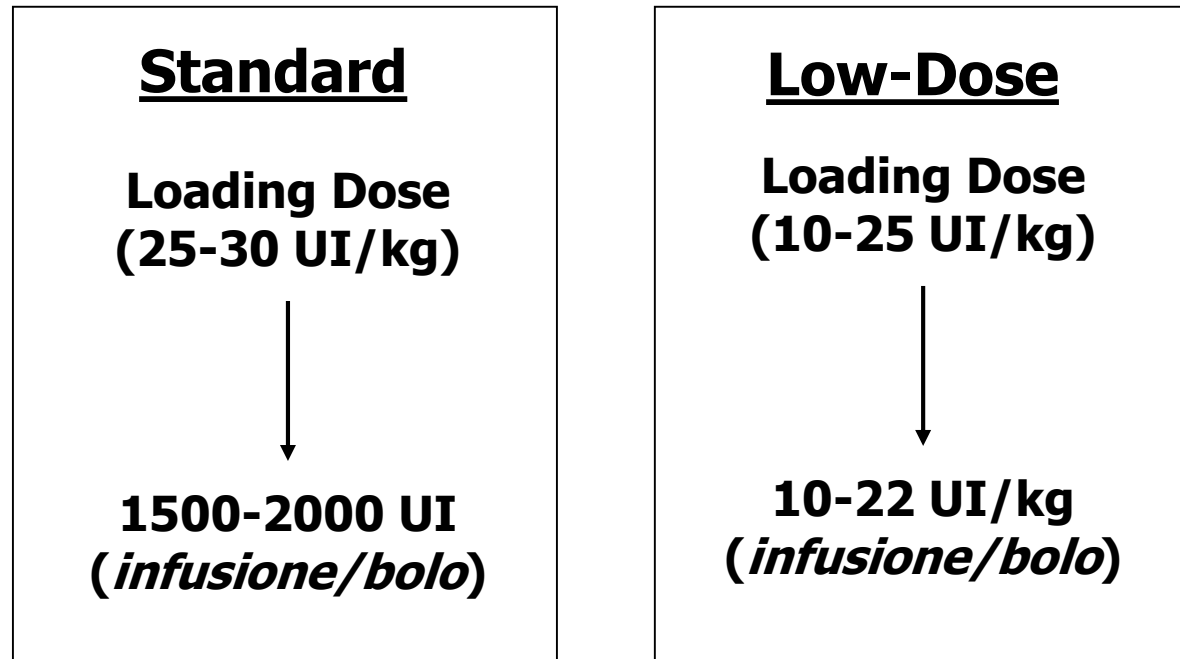 Standard
Loading Dose
(25-30 UI/kg)
1500-2000 UI
(infusione/bolo)
Low-Dose
Loading Dose
(10-25 UI/kg)
10-22 UI/kg
(infusione/bolo)